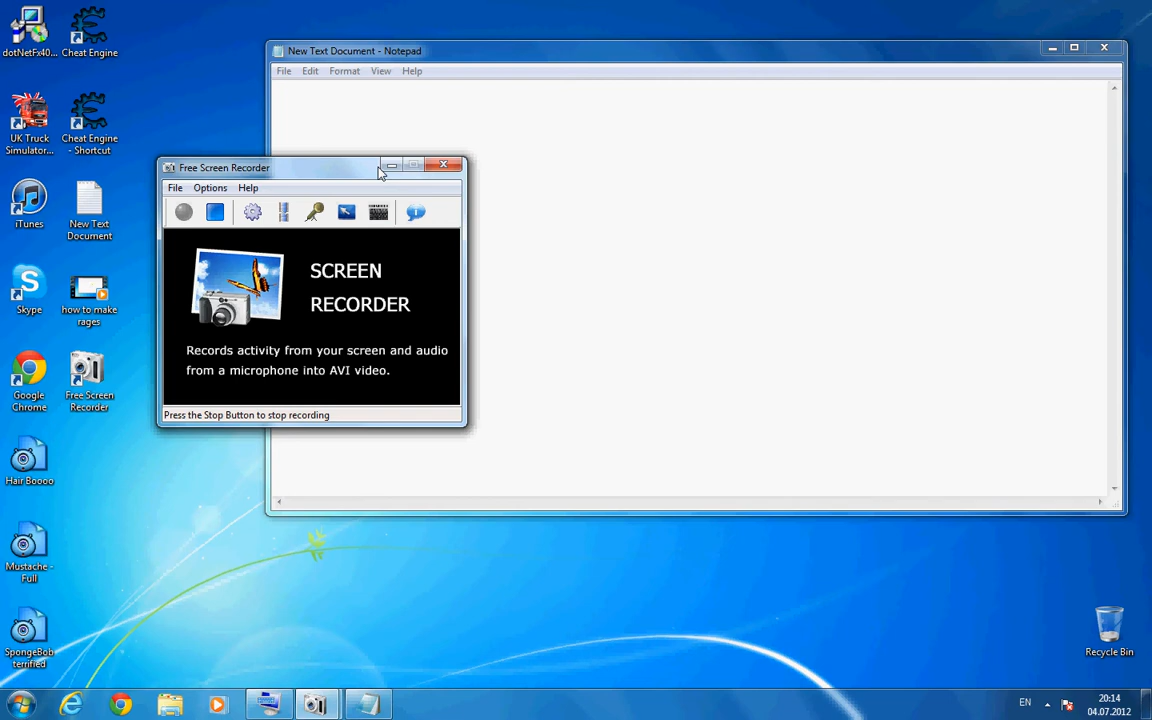 dotNetFx40...
Cheat Engine
New Text Document - Notepad
File Edit Format View Help
UK Truck
Simulator...
Cheat Engine
- Shortcut
Free Screen Recorder
File Options Help
iTunes
New Text
Document
SCREEN
RECORDER
Skype
how to make
rages
Records activity from your screen and audio
from a microphone into AVI video.
Google
Chrome
Free Screen
Recorder
Press the Stop Button to stop recording
Hair Boooo
Mustache -
Full
SpongeBob
terrified
Recycle Bin
EN
20:14
04.07.2012